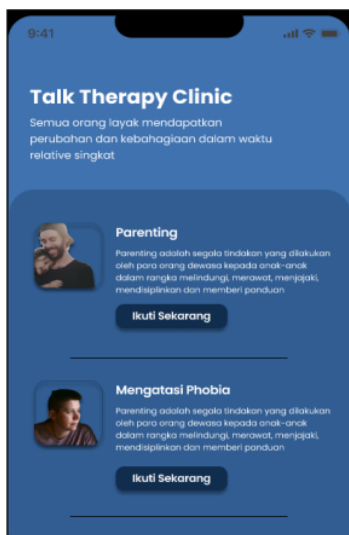 9:41
Talk Therapy Clinic
Semua orang layak mendapatkan
perubahan dan kebahagiaan dalam waktu
relative singkat
Parenting
Parenting adalah segala tindakan yang dilakukan
oleh para orang dewasa kepada anak-anak
dalam rangka melindungi, merawat, menjajaki,
mendisiplinkan dan memberi panduan
Ikuti Sekarang
Mengatasi Phobia
Parenting adalah segala tindakan yang dilakukan
oleh para orang dewasa kepada anak-anak
dalam rangka melindungi, merawat, menjajaki,
mendisiplinkan dan memberi panduan
Ikuti Sekarang